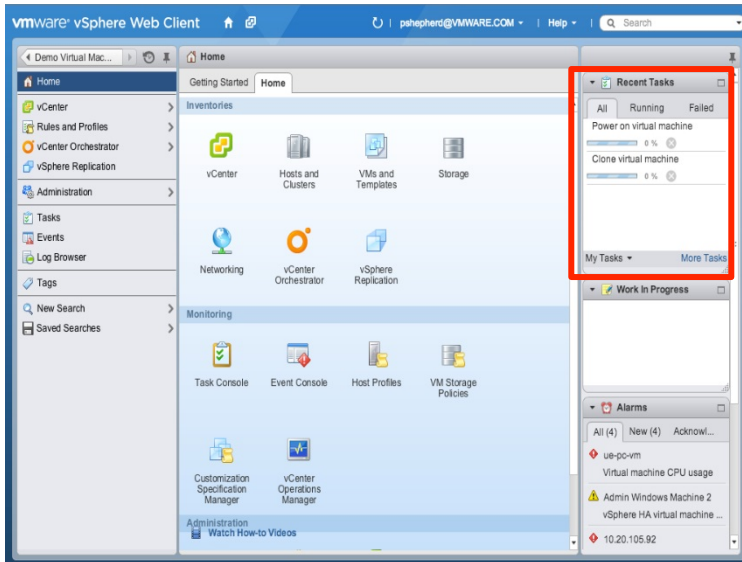 vmware® vSphere Web Client
pshepherd@VMWARE.COM
Help
Search
Demo Virtual Mac...
Home
vCenter
Rules and Profiles
vCenter Orchestrator
vSphere Replication
Administration
Tasks
Events
Log Browser
Tags
New Search
Saved Searches
Home
Getting Started Home
Inventories
vCenter
Hosts and
Clusters
VMs and
Templates
Storage
Networking
vCenter
Orchestrator
vSphere
Replication
Monitoring
Task Console
Event Console
Host Profiles
VM Storage
Policies
Customization
Specification
Manager
vCenter
Operations
Manager
Administration
Watch How-to Videos
Recent Tasks
All Running Failed
Power on virtual machine
0 %
Clone virtual machine
0 %
My Tasks More Tasks
Work In Progress
Alarms
All (4) New (4) Acknowl...
ue-pc-vm
Virtual machine CPU usage
Admin Windows Machine 2
vSphere HA virtual machine ...
10.20.105.92